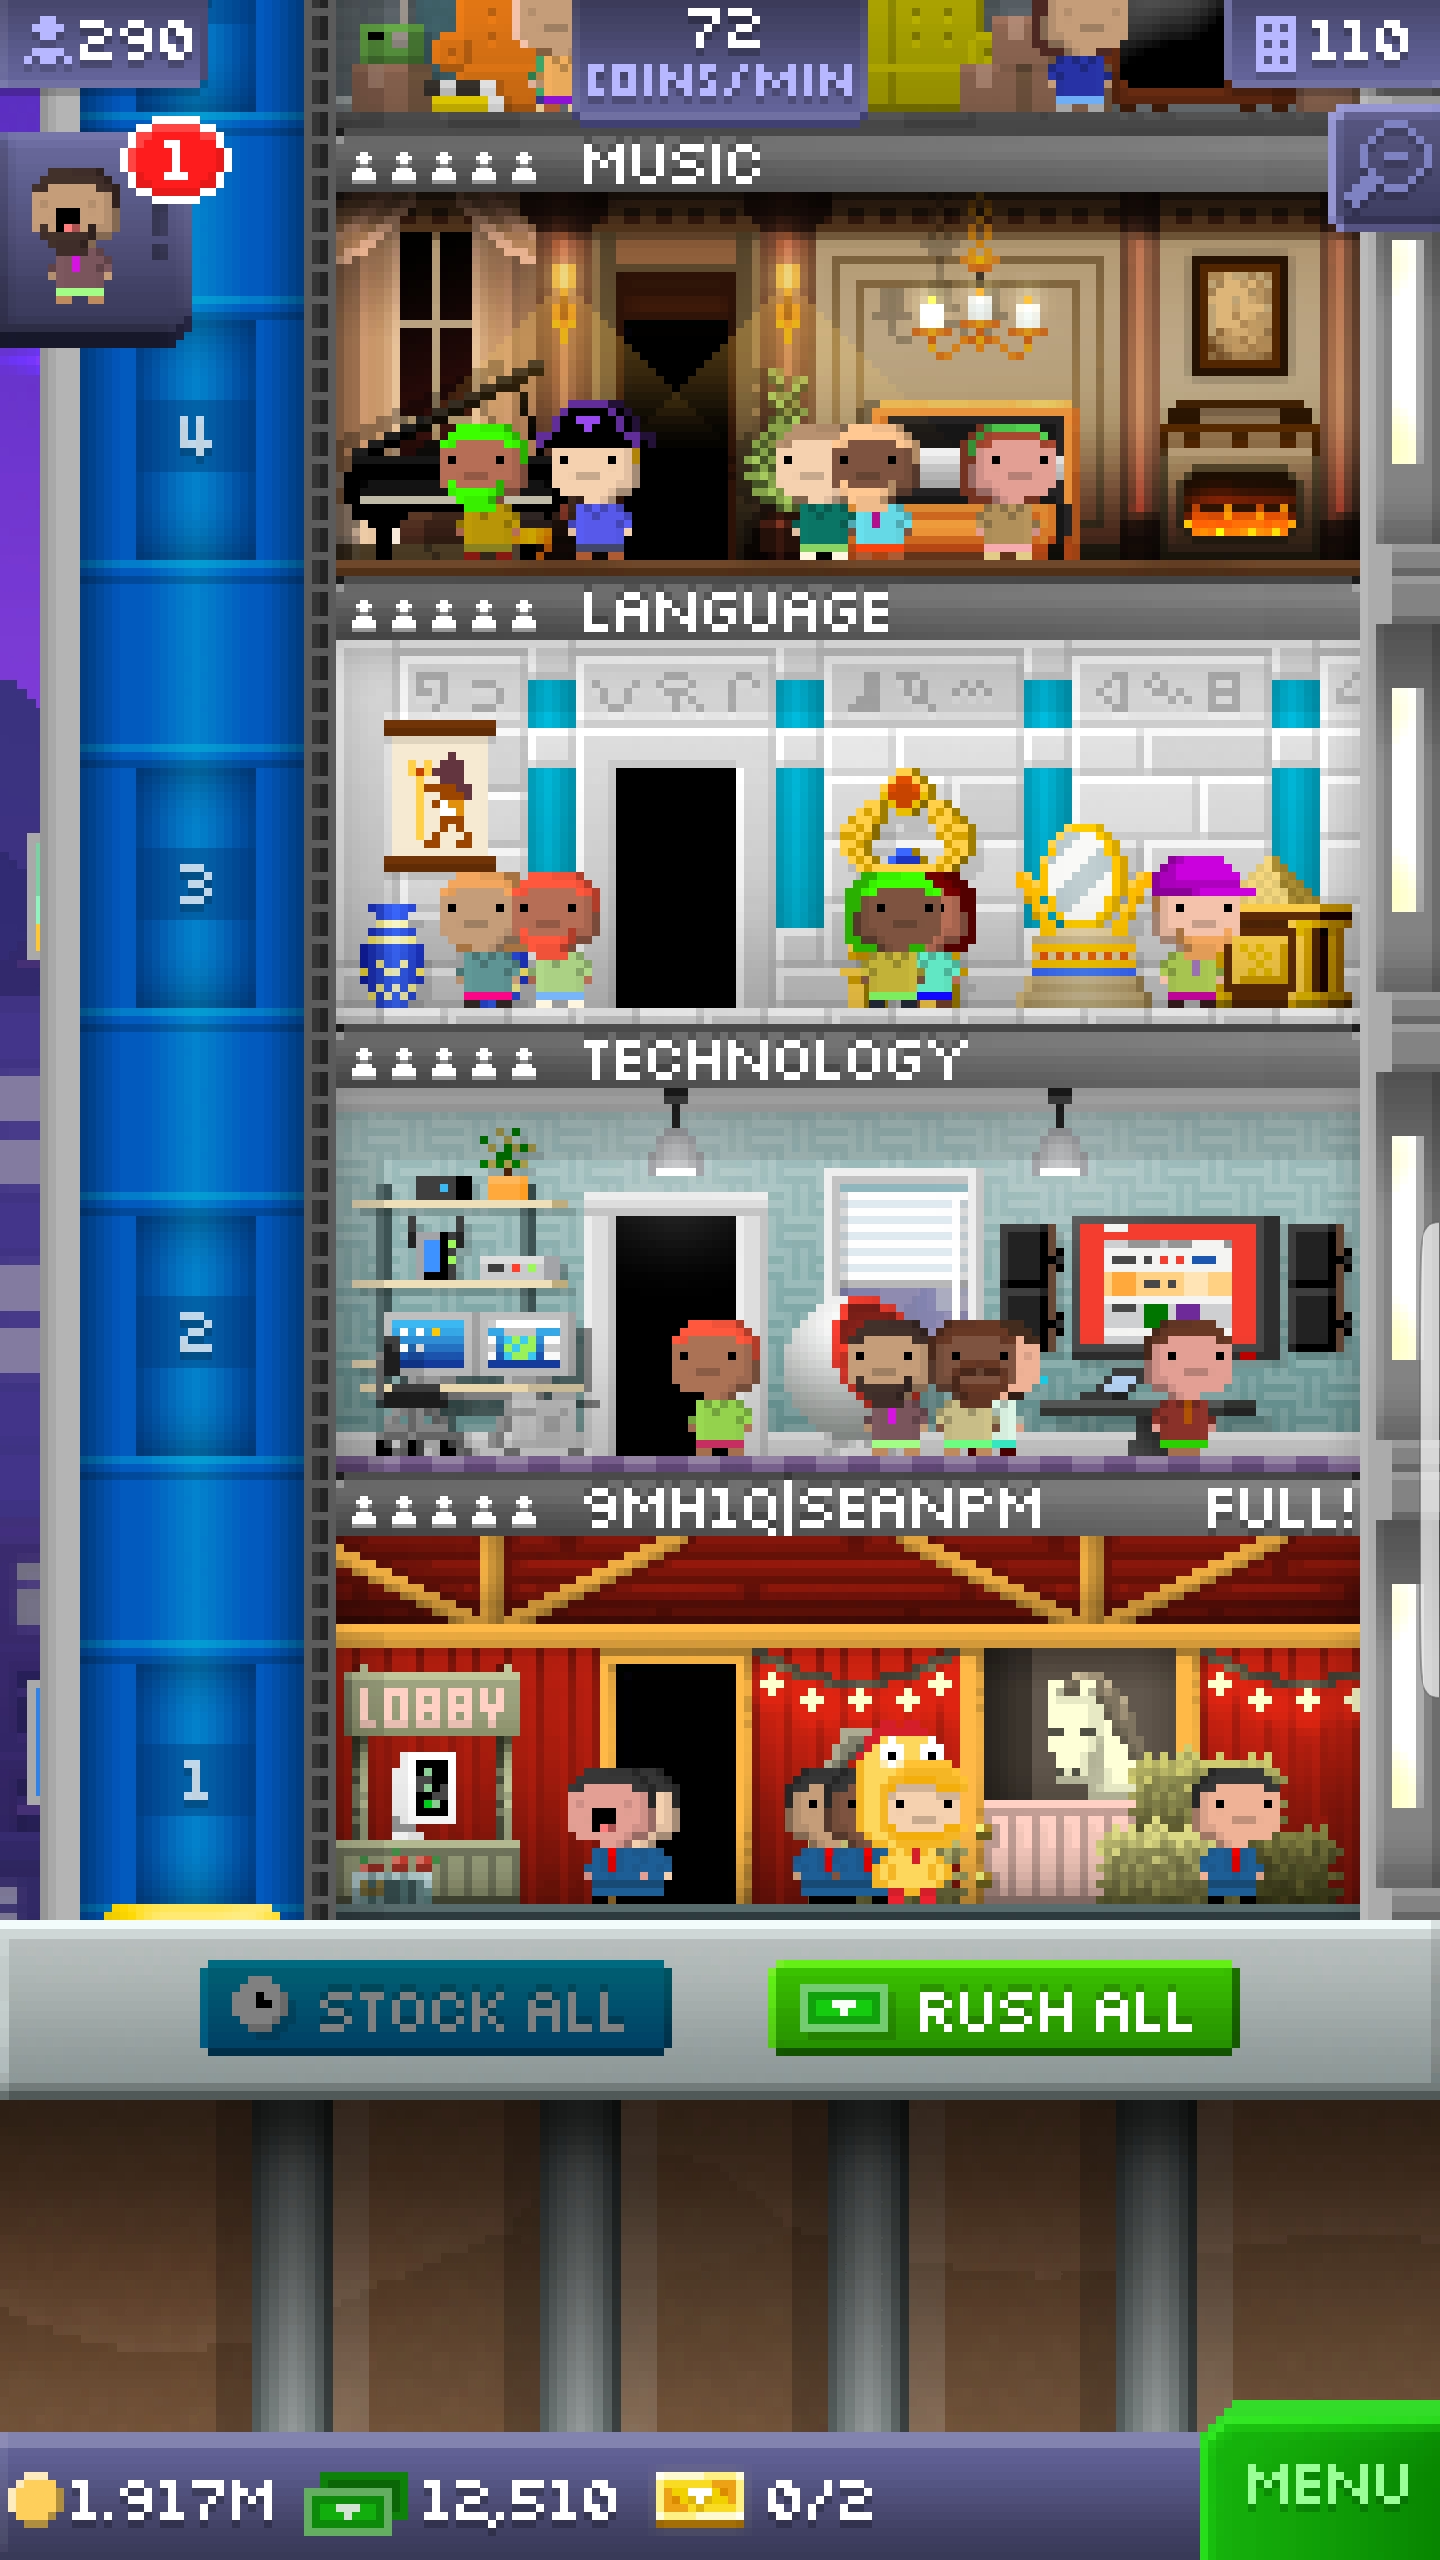 290
72
COINS/MIN
110
1
MUSIC
4
LANGUAGE
3
TECHNOLOGY
2
9MH1Q|SEANPM FULL!
LOBBY
1
STOCK ALL
RUSH ALL
1.917M 12,510 0/2
MENU